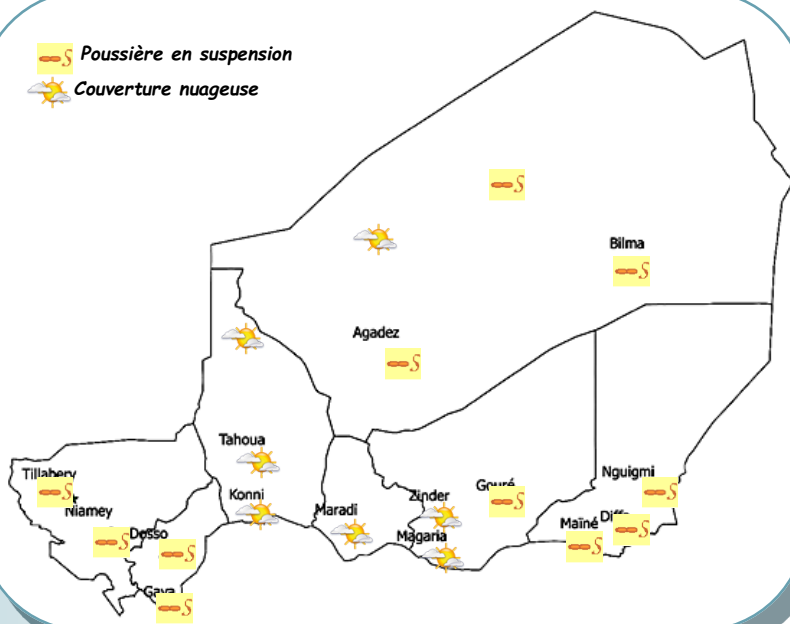 Poussière en suspension
Couverture nuageuse
Bilma
Agadez
Tahoua
Tillabery
Niamey
Konni
Maradi
Zinder
Gouré
Nguigmi
Dosso
Magaria
Maïné
Gaya